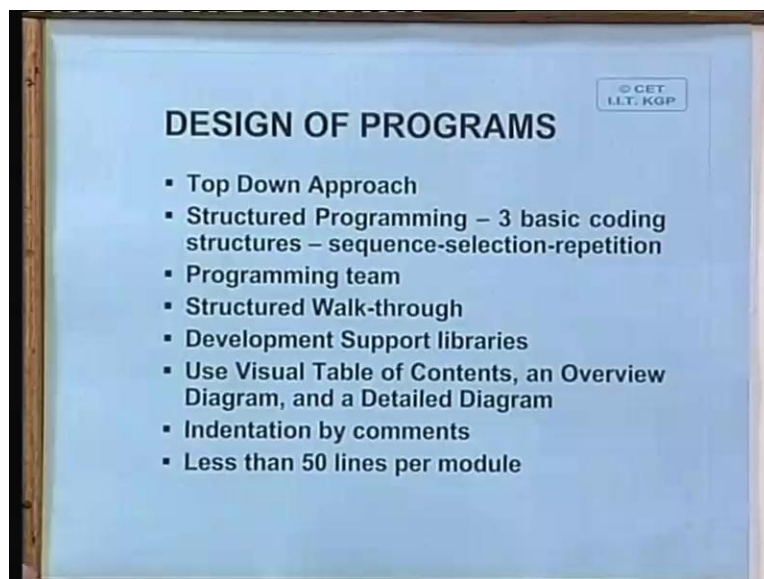 © CET
I.I.T. KGP
DESIGN OF PROGRAMS
▪ Top Down Approach
▪ Structured Programming – 3 basic coding
structures – sequence-selection-repetition
▪ Programming team
▪ Structured Walk-through
▪ Development Support libraries
▪ Use Visual Table of Contents, an Overview
Diagram, and a Detailed Diagram
▪ Indentation by comments
▪ Less than 50 lines per module